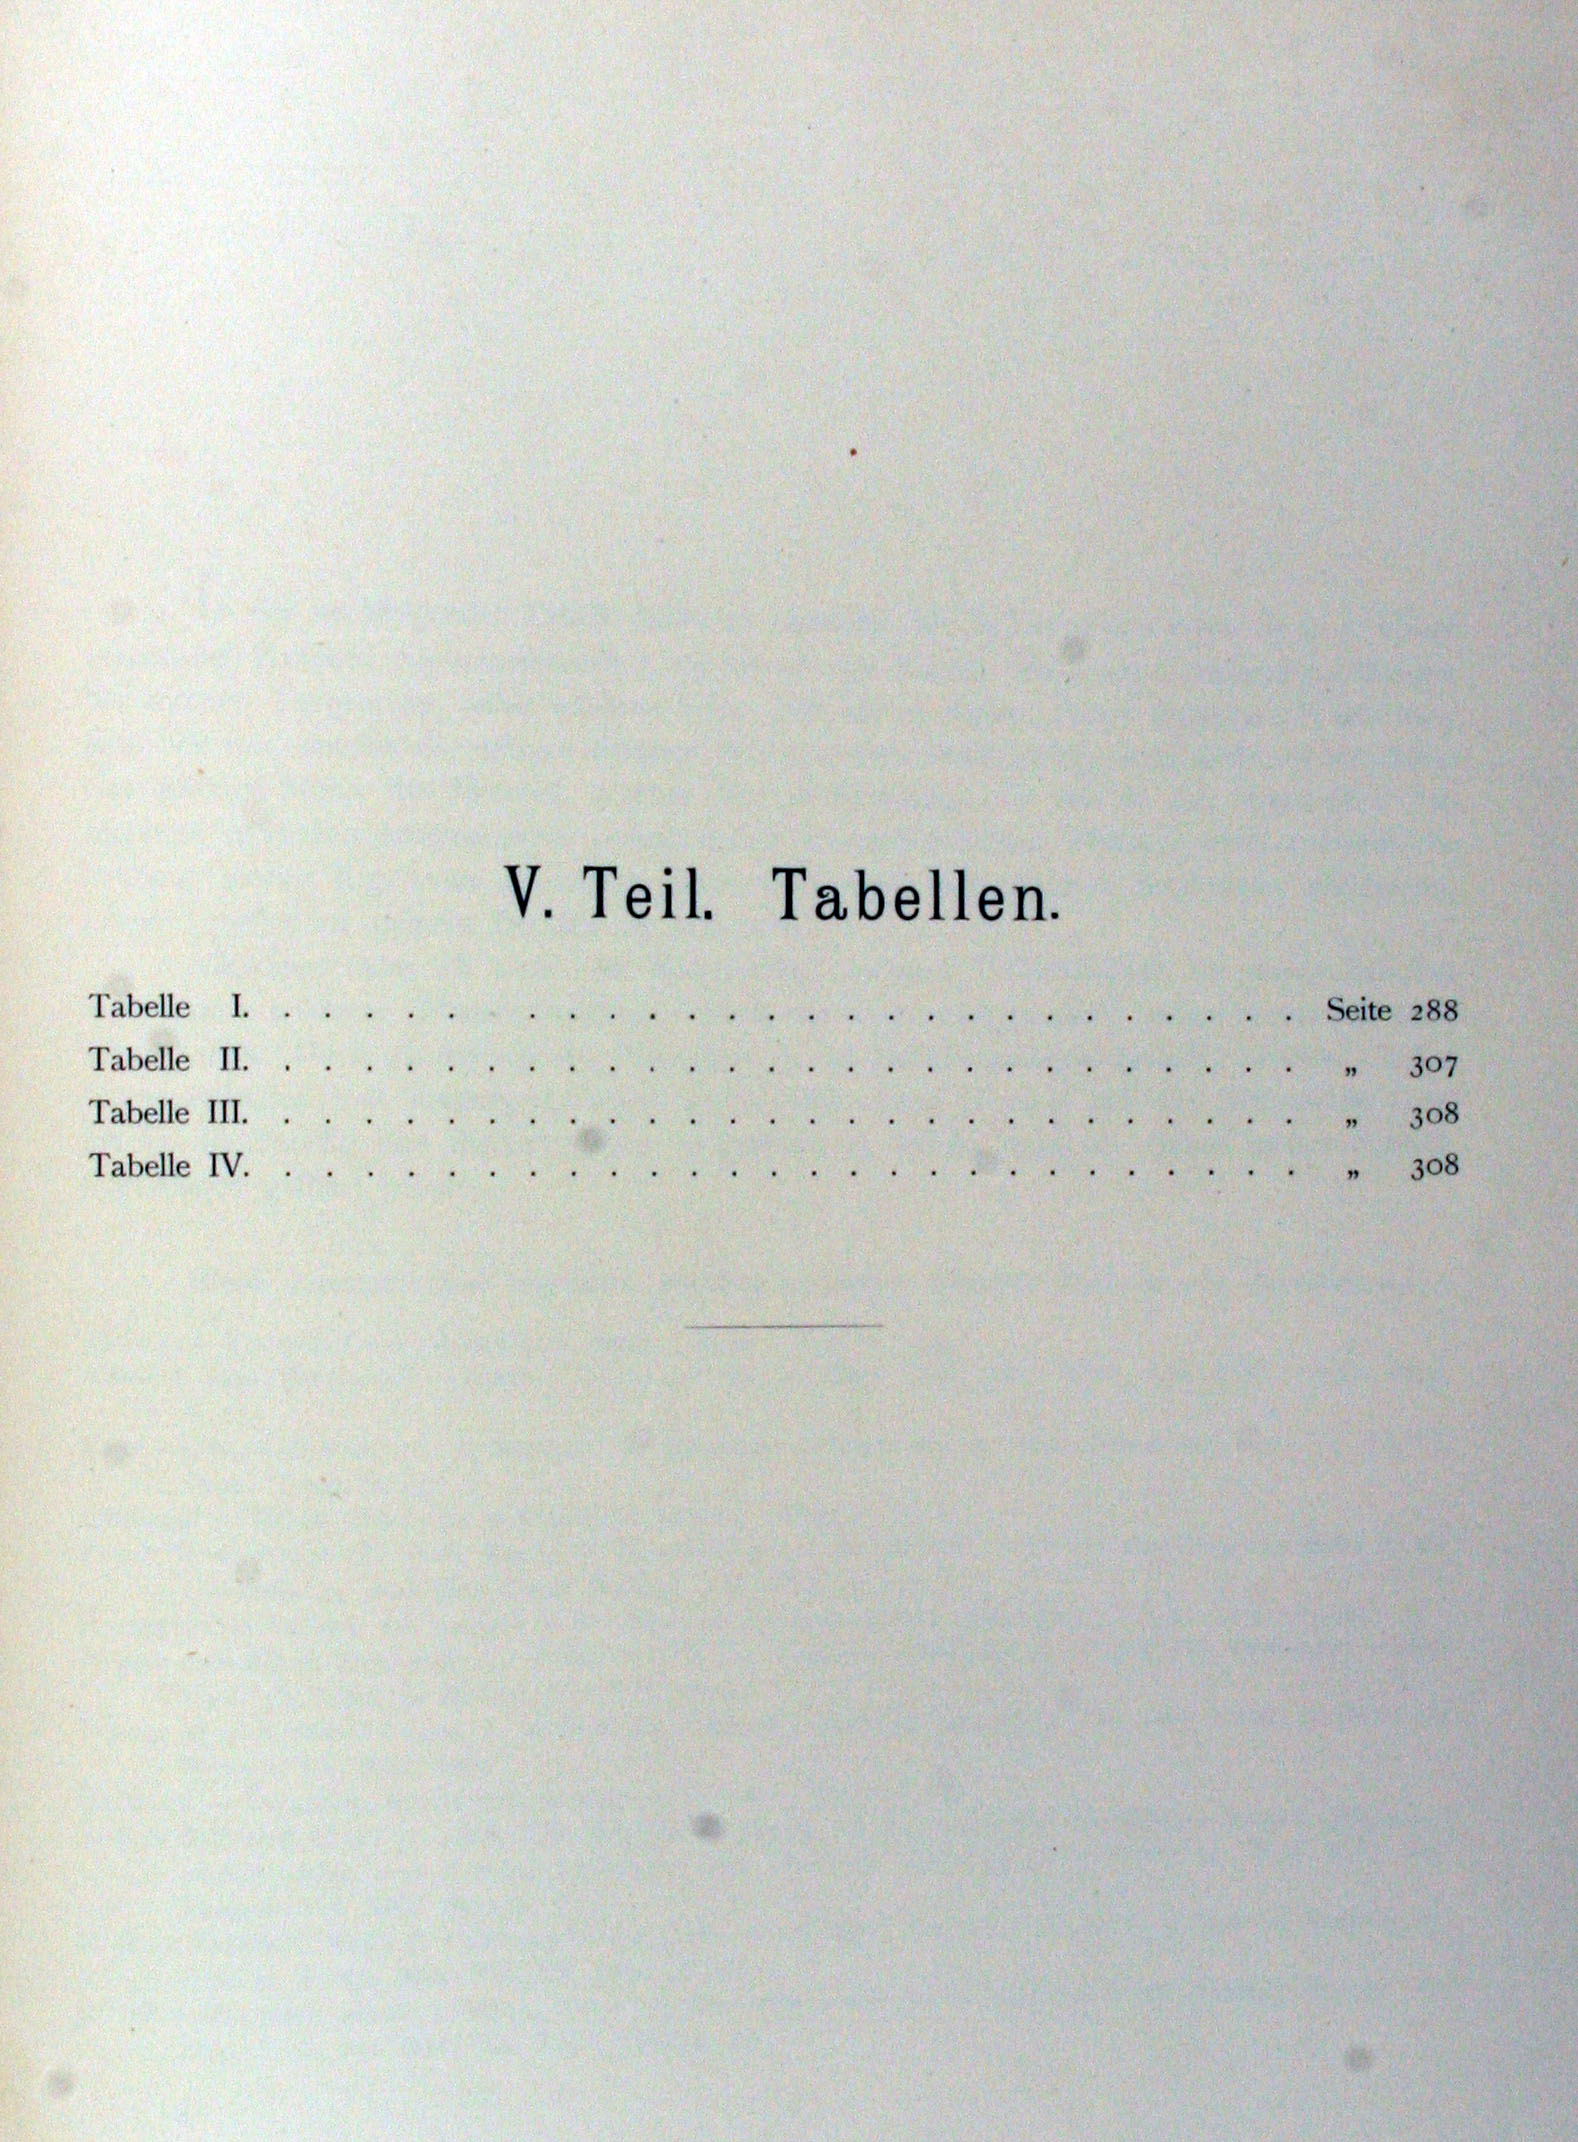 V. Teil. Tabellen.
Tabelle I. . . . . . . . . . . . . . . . . . . . . . . . . . Seite 288
Tabelle II. . . . . . . . . . . . . . . . . . . . . . . . . . . „ 307
Tabelle III. . . . . . . . . . . . . . . . . . . . . . . . . . . „ 308
Tabelle IV. . . . . . . . . . . . . . . . . . . . . . . . . . . „ 308